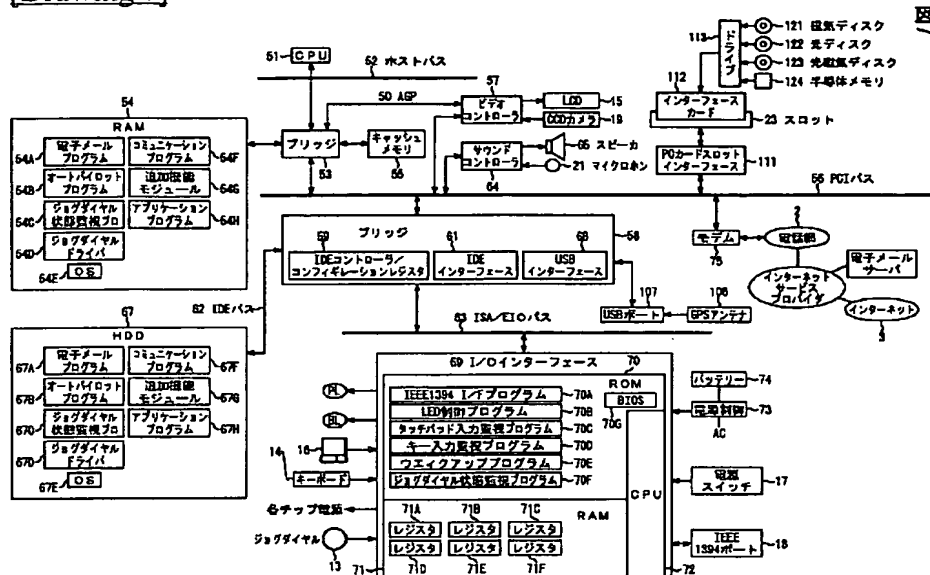 [Drawings]
図
51
CPU
52 ホストバス
50 AGP
57
ビデオ
コントローラ
LCD
15
CCDカメラ
19
113
ドライブ
121 磁気ディスク
122 光ディスク
123 光磁気ディスク
124 半導体メモリ
112
インターフェース
カード
23 スロット
PCカードスロット
インターフェース
111
54
RAM
54A
電子メール
プログラム
コミュニケーション
プログラム
54F
54B
オートパイロット
プログラム
追加機能
モジュール
54G
54C
ジョグダイヤル
状態監視プロ
アプリケーション
プログラム
54H
54D
ジョグダイヤル
ドライバ
54E
OS
ブリッジ
53
キャッシュ
メモリ
55
サウンド
コントローラ
64
65 スピーカ
21 マイクロホン
56 PCIバス
ブリッジ
58
59
IDEコントローラ/
コンフィギレーションレジスタ
61
IDE
インターフェース
68
USB
インターフェース
モデム
75
2
電話網
インターネット
サービス
プロバイダ
電子メール
サーバ
インターネット
3
107
USBポート
108
GPSアンテナ
62 IDEバス
63 ISA/EIOバス
67
HDD
67A
電子メール
プログラム
コミュニケーション
プログラム
67F
67B
オートパイロット
プログラム
追加機能
モジュール
67G
67C
ジョグダイヤル
状態監視プロ
アプリケーション
プログラム
67H
67D
ジョグダイヤル
ドライバ
67E
OS
69 I/Oインターフェース
70
ROM
IEEE1394 I/Fプログラム
70A
LED制御プログラム
70B
タッチパッド入力監視プログラム
70C
キー入力監視プログラム
70D
ウエイクアッププログラム
70E
ジョグダイヤル状態監視プログラム
70F
BIOS
70G
CPU
72
RAM
71
71A
71B
71C
レジスタ
レジスタ
レジスタ
レジスタ
レジスタ
レジスタ
71D
71E
71F
PL
BL
16
14
キーボード
各チップ電源
ジョグダイヤル
13
バッテリー
74
電源制御
73
AC
電源
スイッチ
17
IEEE
1394ポート
18